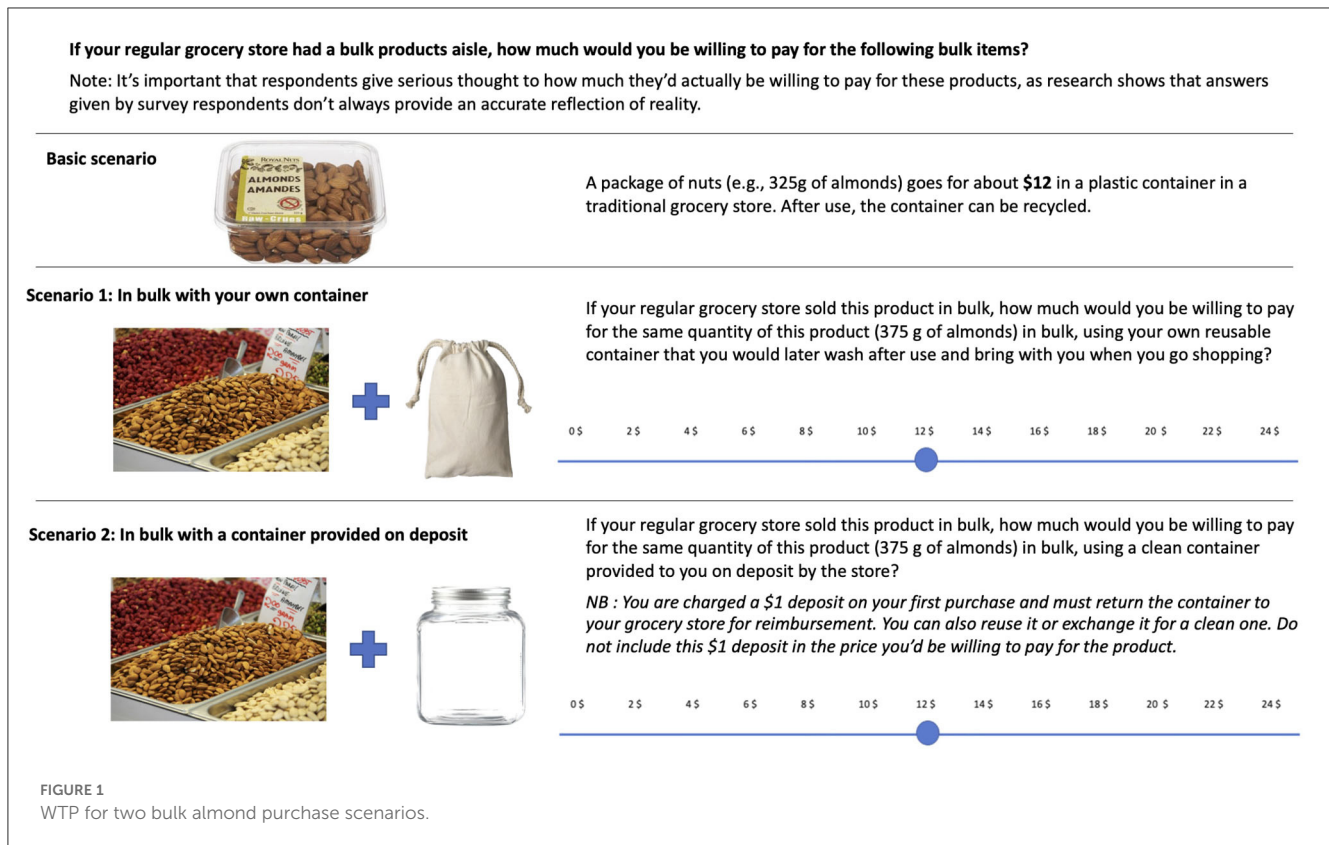 If your regular grocery store had a bulk products aisle, how much would you be willing to pay for the following bulk items?
Note: It's important that respondents give serious thought to how much they'd actually be willing to pay for these products, as research shows that answers
given by survey respondents don't always provide an accurate reflection of reality.
Basic scenario
ROYAL NUTS
ALMONDS
AMANDES
Raw - Crues
A package of nuts (e.g., 325g of almonds) goes for about $12 in a plastic container in a
traditional grocery store. After use, the container can be recycled.
Scenario 1: In bulk with your own container
If your regular grocery store sold this product in bulk, how much would you be willing to pay
for the same quantity of this product (375 g of almonds) in bulk, using your own reusable
container that you would later wash after use and bring with you when you go shopping?
0 $ 2 $ 4 $ 6 $ 8 $ 10 $ 12 $ 14 $ 16 $ 18 $ 20 $ 22 $ 24 $
Scenario 2: In bulk with a container provided on deposit
If your regular grocery store sold this product in bulk, how much would you be willing to pay
for the same quantity of this product (375 g of almonds) in bulk, using a clean container
provided to you on deposit by the store?
NB : You are charged a $1 deposit on your first purchase and must return the container to
your grocery store for reimbursement. You can also reuse it or exchange it for a clean one. Do
not include this $1 deposit in the price you'd be willing to pay for the product.
0 $ 2 $ 4 $ 6 $ 8 $ 10 $ 12 $ 14 $ 16 $ 18 $ 20 $ 22 $ 24 $
FIGURE 1
WTP for two bulk almond purchase scenarios.